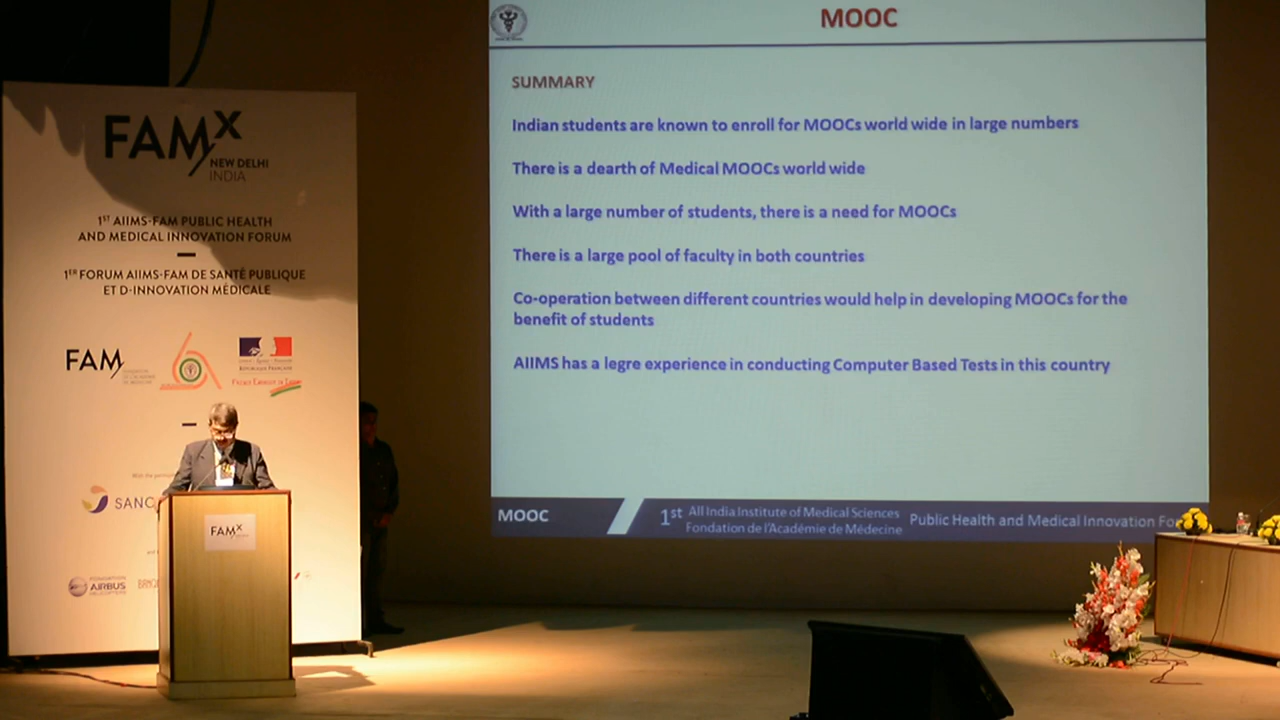 FAMx
NEW DELHI
INDIA
1ST AIIMS-FAM PUBLIC HEALTH
AND MEDICAL INNOVATION FORUM
1ER FORUM AIIMS-FAM DE SANTÉ PUBLIQUE
ET D-INNOVATION MÉDICALE
FAM
RÉPUBLIQUE FRANÇAISE
SANO
AIRBUS
HELICOPTERS
FAMX
MOOC
SUMMARY
Indian students are known to enroll for MOOCs world wide in large numbers
There is a dearth of Medical MOOCs world wide
With a large number of students, there is a need for MOOCs
There is a large pool of faculty in both countries
Co-operation between different countries would help in developing MOOCs for the
benefit of students
AIIMS has a legre experience in conducting Computer Based Tests in this country
MOOC
1st All India Institute of Medical Sciences
Fondation de l'Académie de Médecine
Public Health and Medical Innovation Fo